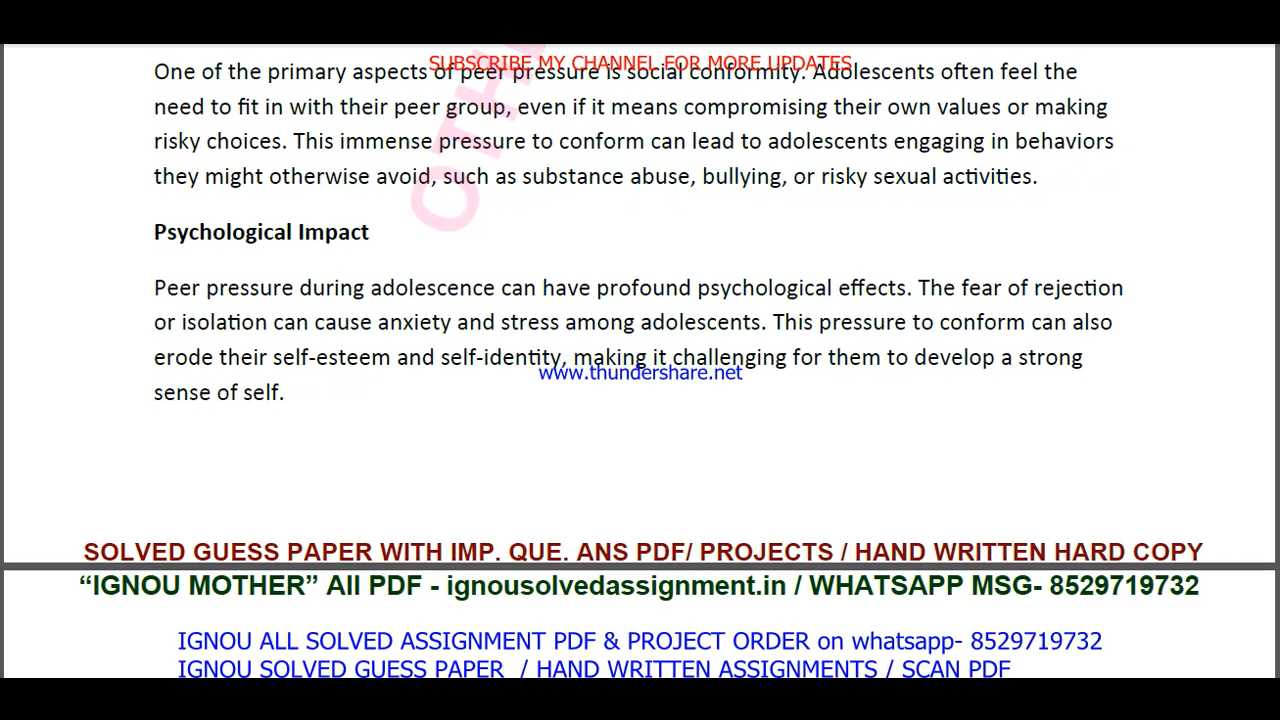 SUBSCRIBE MY CHANNEL FOR MORE UPDATES
One of the primary aspects of peer pressure is social conformity. Adolescents often feel the
need to fit in with their peer group, even if it means compromising their own values or making
risky choices. This immense pressure to conform can lead to adolescents engaging in behaviors
they might otherwise avoid, such as substance abuse, bullying, or risky sexual activities.
OTH
Psychological Impact
Peer pressure during adolescence can have profound psychological effects. The fear of rejection
or isolation can cause anxiety and stress among adolescents. This pressure to conform can also
erode their self-esteem and self-identity, making it challenging for them to develop a strong
www.thundershare.net
sense of self.
SOLVED GUESS PAPER WITH IMP. QUE. ANS PDF/ PROJECTS / HAND WRITTEN HARD COPY
“IGNOU MOTHER” All PDF - ignousolvedassignment.in / WHATSAPP MSG- 8529719732
IGNOU ALL SOLVED ASSIGNMENT PDF & PROJECT ORDER on whatsapp- 8529719732
IGNOU SOLVED GUESS PAPER / HAND WRITTEN ASSIGNMENTS / SCAN PDF